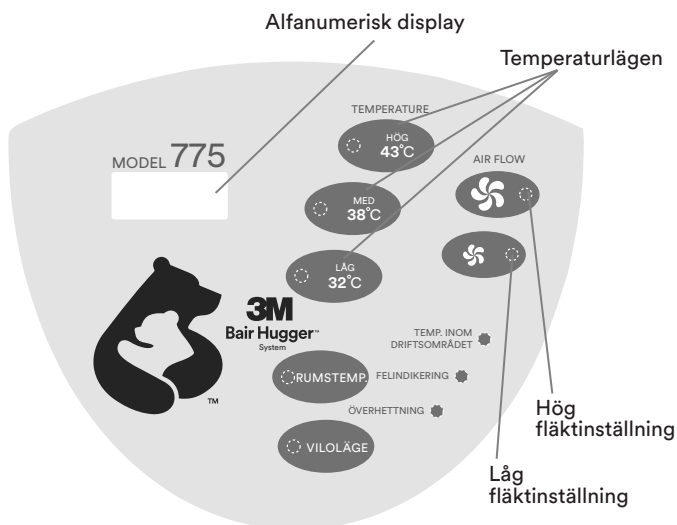 Alfanumerisk display
Temperaturlägen
TEMPERATURE
HÖG
43°C
MODEL 775
AIR FLOW
MED
38°C
LÅG
32°C
3M
Bair Hugger™
System
TEMP. INOM
DRIFTSOMRÅDET
RUMSTEMP.
FELINDIKERING
TM
ÖVERHETTNING
VILOLÄGE
Hög
fläktinställning
Låg
fläktinställning